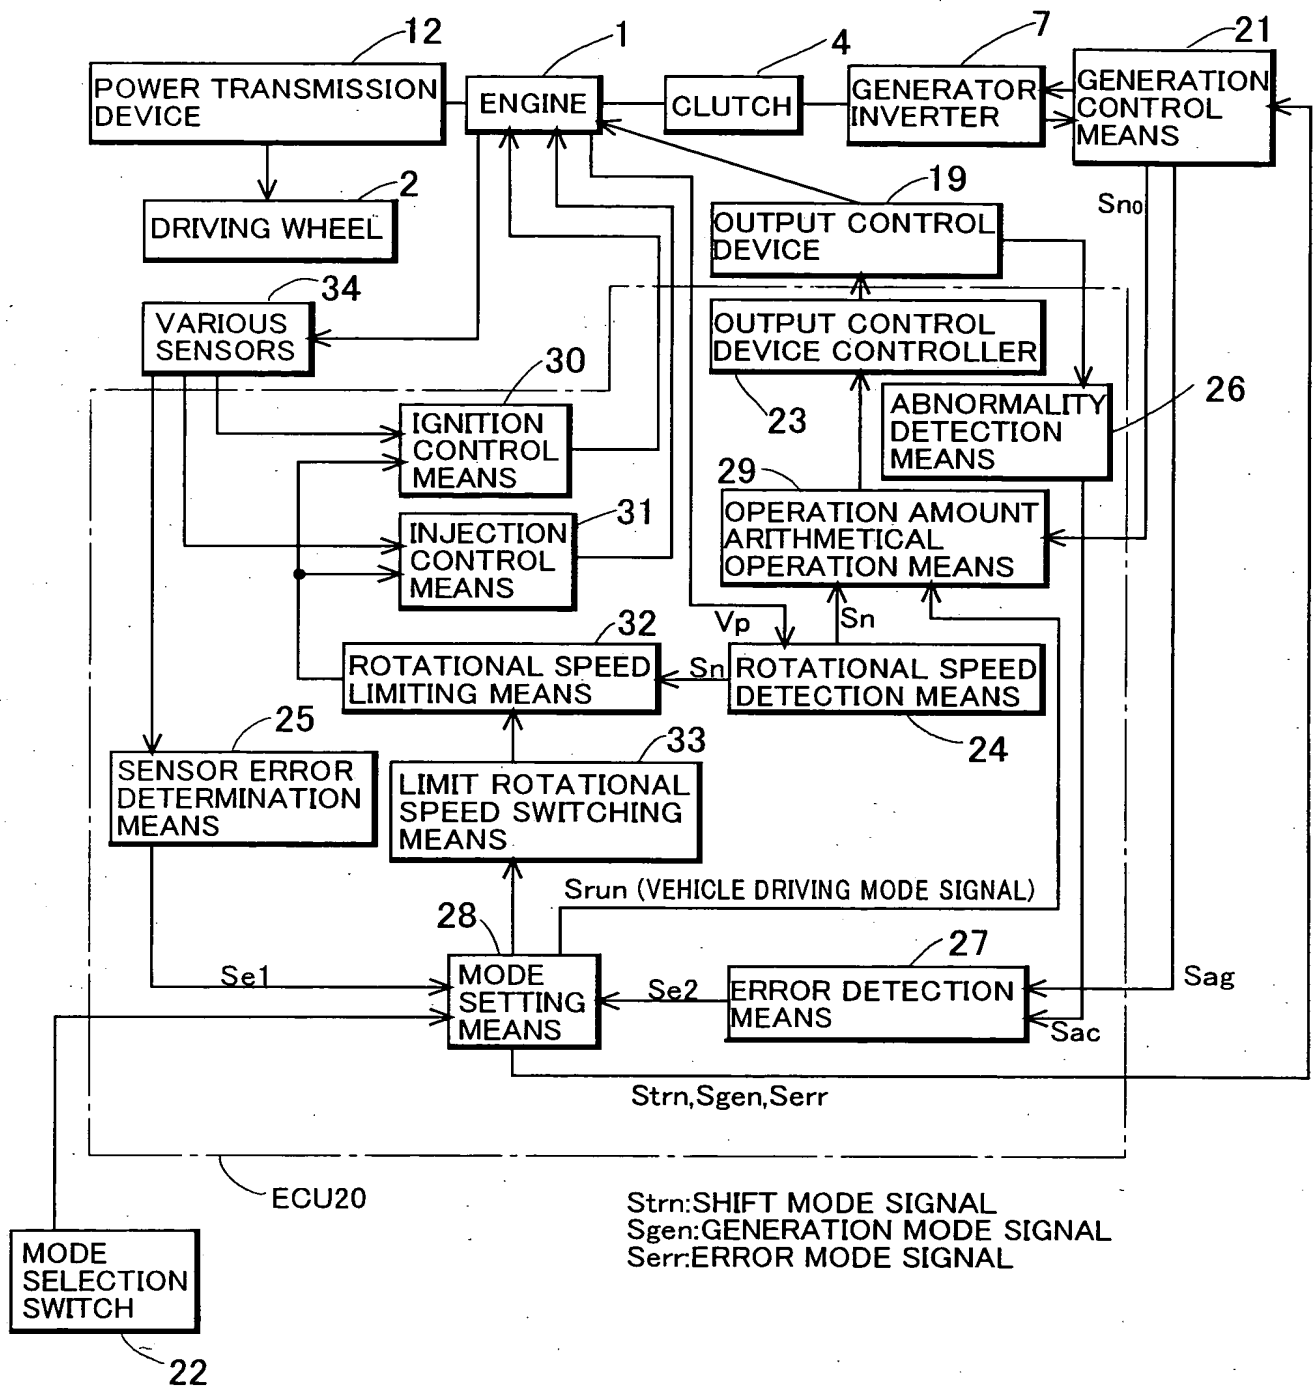 12
1
4
7
21
POWER TRANSMISSION
DEVICE
ENGINE
CLUTCH
GENERATOR
INVERTER
GENERATION
CONTROL
MEANS
2
DRIVING WHEEL
19
OUTPUT CONTROL
DEVICE
Sno
34
VARIOUS
SENSORS
OUTPUT CONTROL
DEVICE CONTROLLER
23
30
IGNITION
CONTROL
MEANS
ABNORMALITY
DETECTION
MEANS
26
29
OPERATION AMOUNT
ARITHMETICAL
OPERATION MEANS
31
INJECTION
CONTROL
MEANS
Vp
Sn
32
ROTATIONAL SPEED
LIMITING MEANS
Sn
ROTATIONAL SPEED
DETECTION MEANS
24
25
SENSOR ERROR
DETERMINATION
MEANS
33
LIMIT ROTATIONAL
SPEED SWITCHING
MEANS
Srun (VEHICLE DRIVING MODE SIGNAL)
28
MODE
SETTING
MEANS
Se1
Se2
27
ERROR DETECTION
MEANS
Sag
Sac
Strn,Sgen,Serr
ECU20
Strn:SHIFT MODE SIGNAL
Sgen:GENERATION MODE SIGNAL
Serr:ERROR MODE SIGNAL
MODE
SELECTION
SWITCH
22